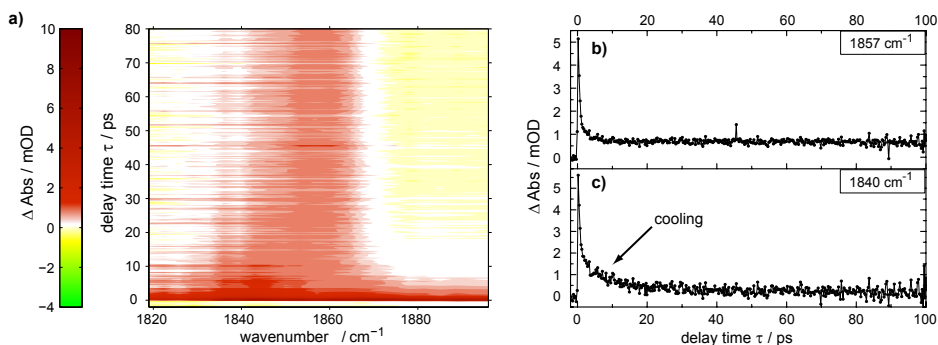 a)
Δ Abs / mOD
10
8
6
4
2
0
−2
−4
delay time τ / ps
80
70
60
50
40
30
20
10
0
1820 1840 1860 1880
wavenumber / cm⁻¹
Δ Abs / mOD
b)
1857 cm⁻¹
0 20 40 60 80 100
5
4
3
2
1
0
c)
1840 cm⁻¹
cooling
5
4
3
2
1
0
0 20 40 60 80 100
delay time τ / ps